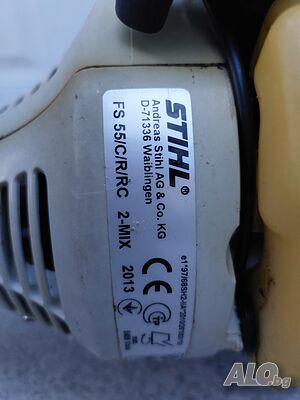 STIHL®
Andreas Stihl AG & Co. KG
D-71336 Waiblingen
FS 55/C/R/RC 2-MIX
2013
CE
ALO.bg